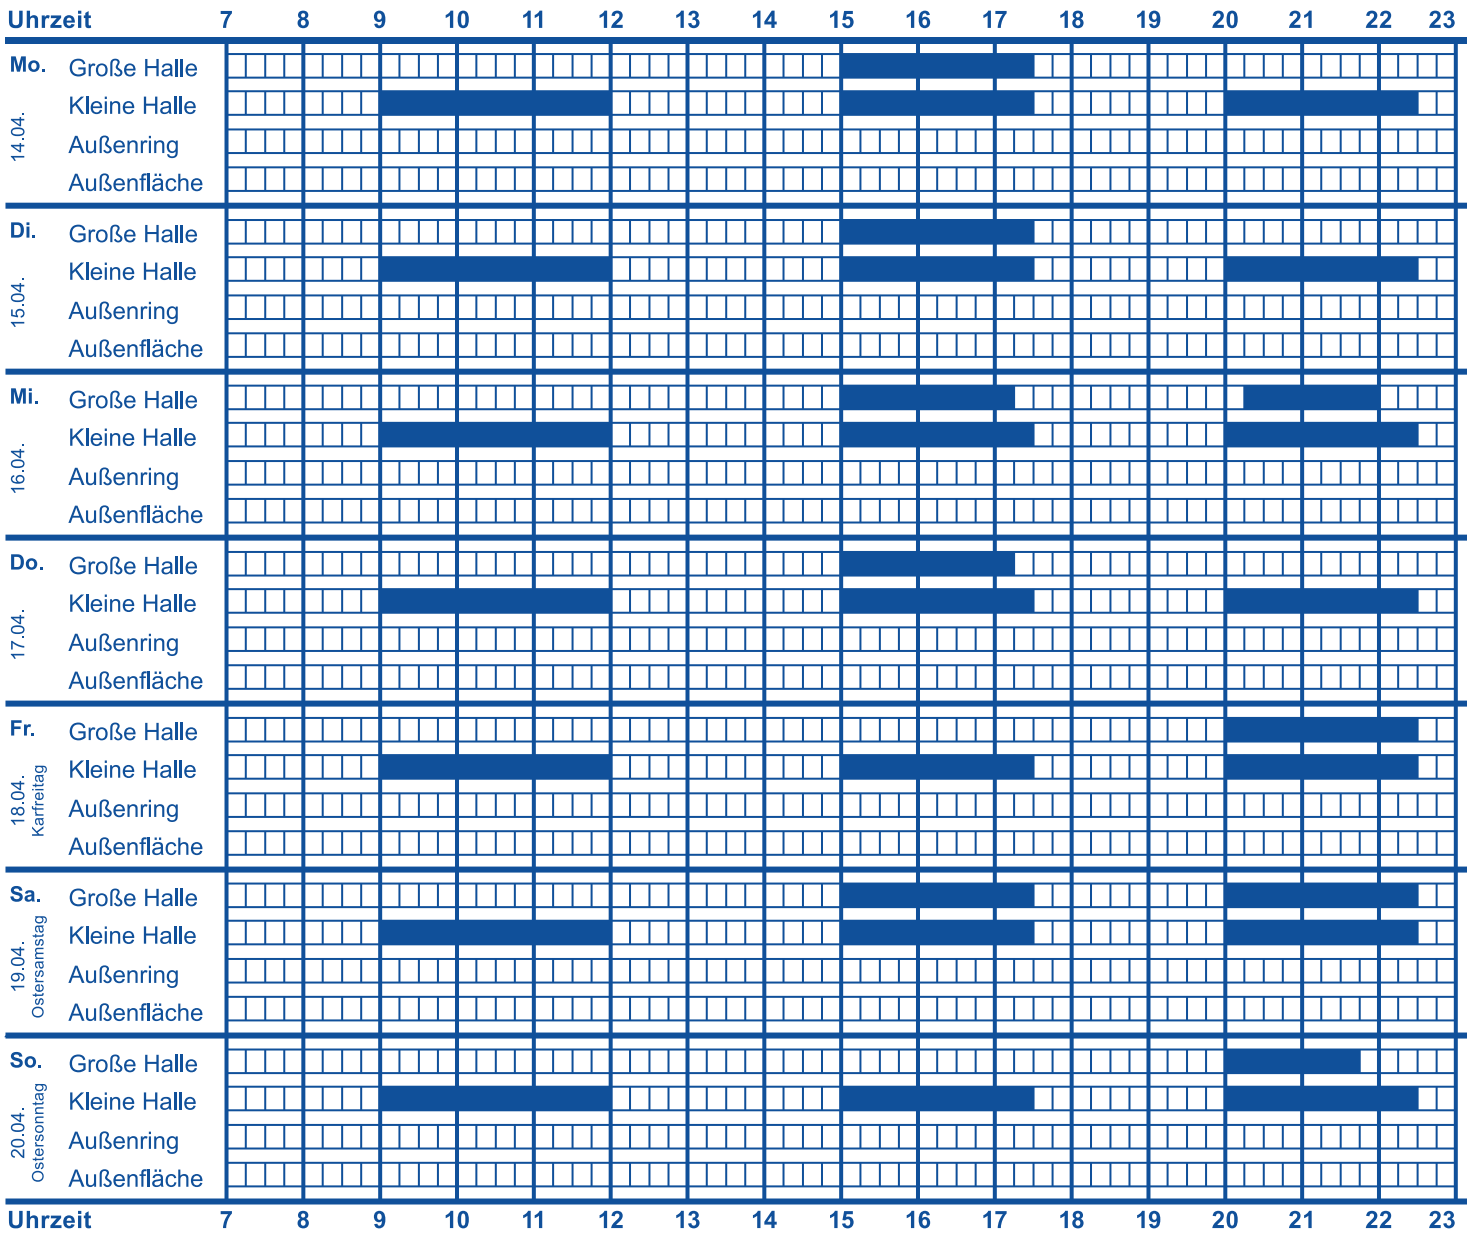 Uhrzeit 7 8 9 10 11 12 13 14 15 16 17 18 19 20 21 22 23
Mo. Große Halle
Kleine Halle
14.04.
Außenring
Außenfläche
Di. Große Halle
Kleine Halle
15.04.
Außenring
Außenfläche
Mi. Große Halle
Kleine Halle
16.04.
Außenring
Außenfläche
Do. Große Halle
Kleine Halle
17.04.
Außenring
Außenfläche
Fr. Große Halle
Kleine Halle
18.04.
Karfreitag
Außenring
Außenfläche
Sa. Große Halle
Kleine Halle
19.04.
Ostersamstag
Außenring
Außenfläche
So. Große Halle
Kleine Halle
20.04.
Ostersonntag
Außenring
Außenfläche
Uhrzeit 7 8 9 10 11 12 13 14 15 16 17 18 19 20 21 22 23